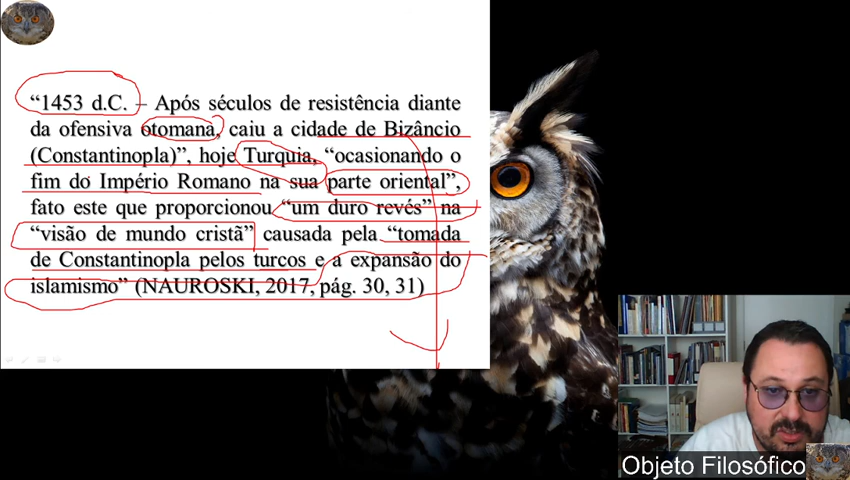 “1453 d.C. – Após séculos de resistência diante
da ofensiva otomana, caiu a cidade de Bizâncio
(Constantinopla)”, hoje Turquia, “ocasionando o
fim do Império Romano na sua parte oriental”,
fato este que proporcionou “um duro revés” na
“visão de mundo cristã” causada pela “tomada
de Constantinopla pelos turcos e a expansão do
islamismo” (NAUROSKI, 2017, pág. 30, 31)
Objeto Filosófico